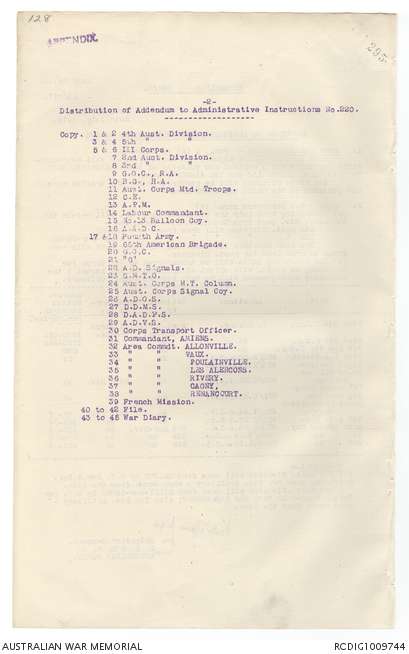 128
APPENDIX.
295.
-2-
Distribution of Addendum to Administrative Instructions No.220.
Copy. 1 & 2 4th Aust. Division.
3 & 4 5th " "
5 & 6 III Corps.
7 2nd Aust. Division.
8 3rd " "
9 G.O.C., R.A.
10 B.G., H.A.
11 Aust. Corps Mtd. Troops.
12 C.E.
13 A.P.M.
14 Labour Commandant.
15 No.13 Balloon Coy.
16 A.A.D.C.
17 &18 Fourth Army.
19 65th American Brigade.
20 G.O.C.
21 "G"
22 A.D. Signals.
23 S.M.T.O.
24 Aust. Corps M.T. Column.
25 Aust. Corps Signal Coy.
26 A.D.O.S.
27 D.D.M.S.
28 D.A.D.P.S.
29 A.D.V.S.
30 Corps Transport Officer.
31 Commandant, AMIENS.
32 Area Commdt. ALLONVILLE.
33 " " VAUX.
34 " " POULAINVILLE.
35 " " LES ALENCONS.
36 " " RIVERY.
37 " " CAGNY.
38 " " RENANCOURT.
39 French Mission.
40 to 42 File.
43 to 45 War Diary.
AUSTRALIAN WAR MEMORIAL
RCDIG1009744